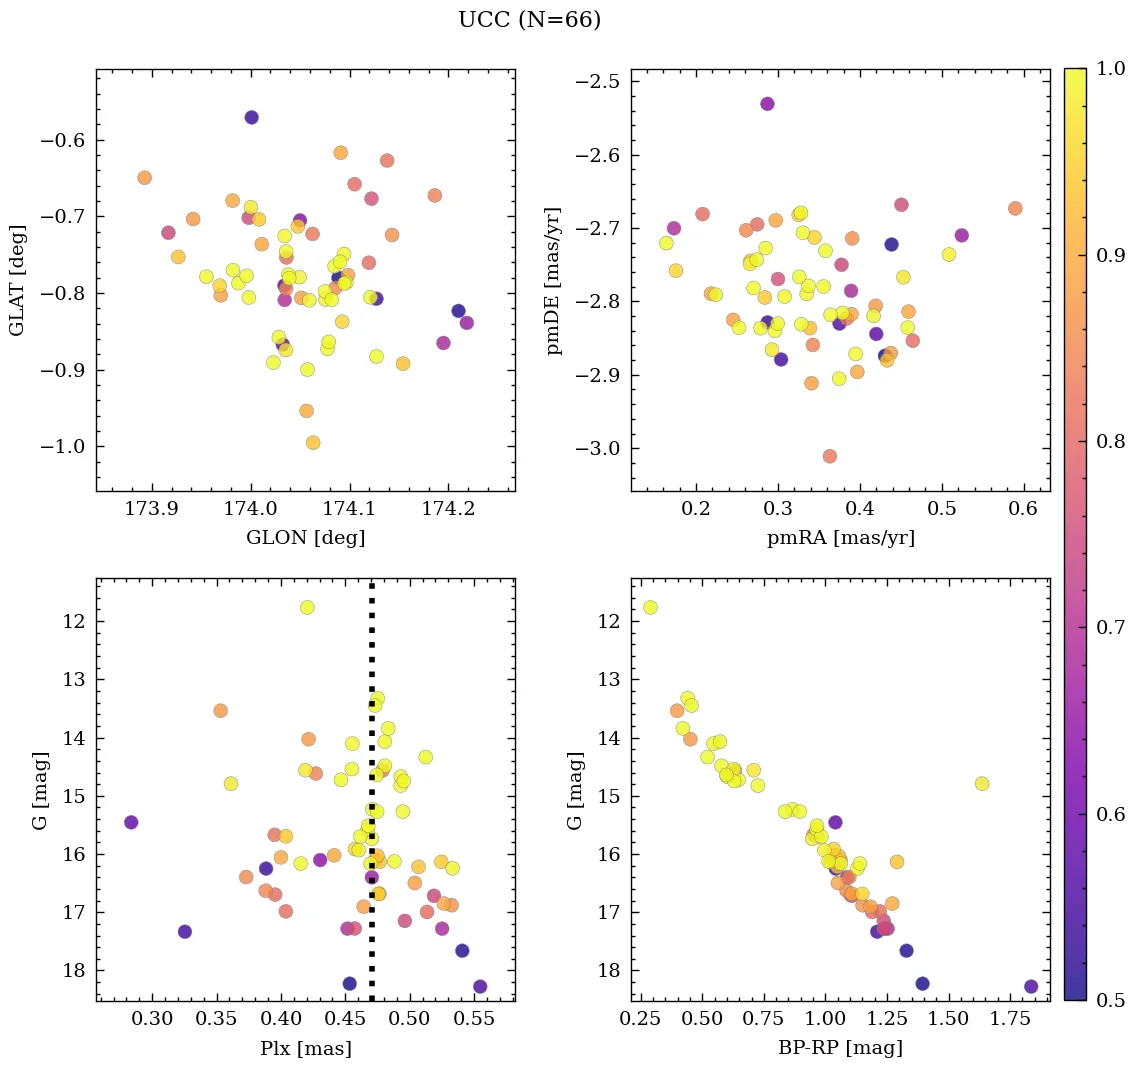 UCC (N=66)
−0.6
−0.7
−0.8
−0.9
−1.0
GLAT [deg]
173.9 174.0 174.1 174.2
GLON [deg]
−2.5
−2.6
−2.7
−2.8
−2.9
−3.0
pmDE [mas/yr]
0.2 0.3 0.4 0.5 0.6
pmRA [mas/yr]
1.0
0.9
0.8
0.7
0.6
0.5
12
13
14
15
16
17
18
G [mag]
0.30 0.35 0.40 0.45 0.50 0.55
Plx [mas]
12
13
14
15
16
17
18
G [mag]
0.25 0.50 0.75 1.00 1.25 1.50 1.75
BP-RP [mag]